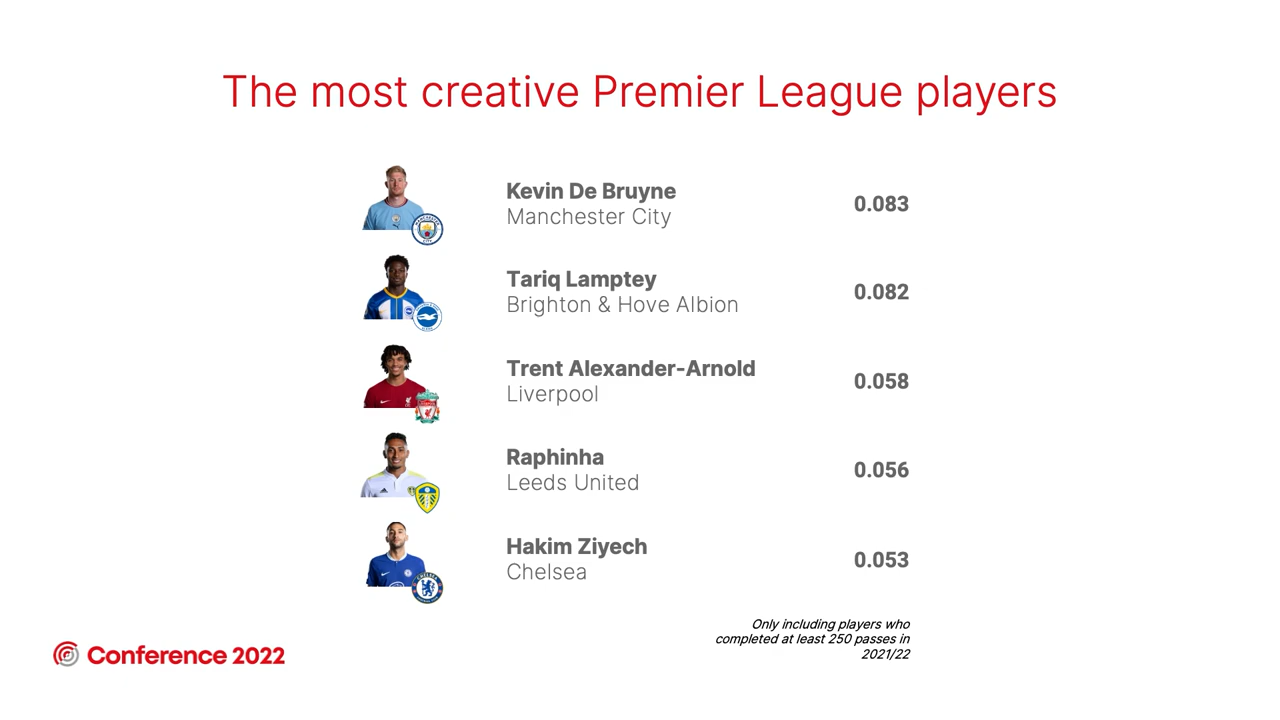 The most creative Premier League players
Kevin De Bruyne
Manchester City
0.083
Tariq Lamptey
Brighton & Hove Albion
0.082
Trent Alexander-Arnold
Liverpool
0.058
Raphinha
Leeds United
0.056
Hakim Ziyech
Chelsea
0.053
Only including players who
completed at least 250 passes in
2021/22
Conference 2022